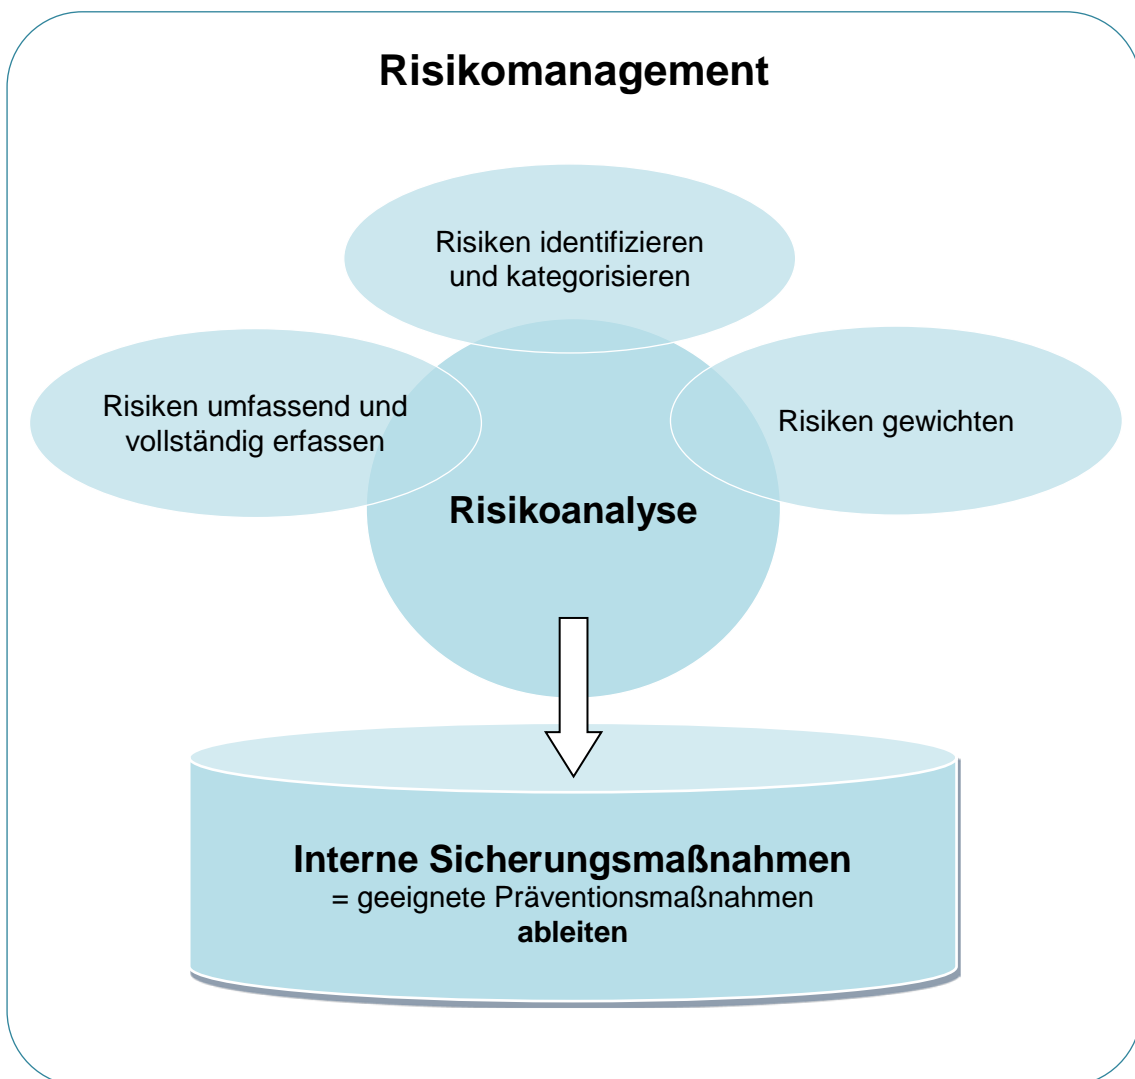 Risikomanagement
Risiken identifizieren
und kategorisieren
Risiken umfassend und
vollständig erfassen
Risiken gewichten
Risikoanalyse
Interne Sicherungsmaßnahmen
= geeignete Präventionsmaßnahmen
ableiten